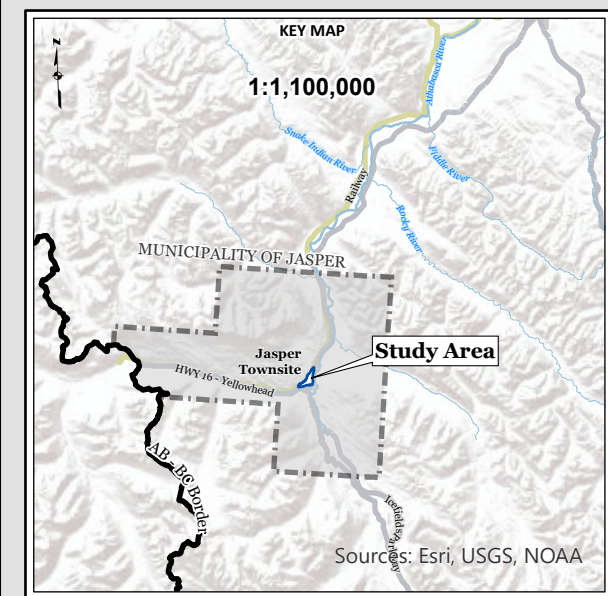 KEY MAP
Z
1:1,100,000
Athabasca River
Snake Indian River
Fiddle River
Railway
Rocky River
MUNICIPALITY OF JASPER
Jasper
Townsite
Study Area
HWY 16 - Yellowhead
AB - BC Border
Icefields Parkway
Sources: Esri, USGS, NOAA